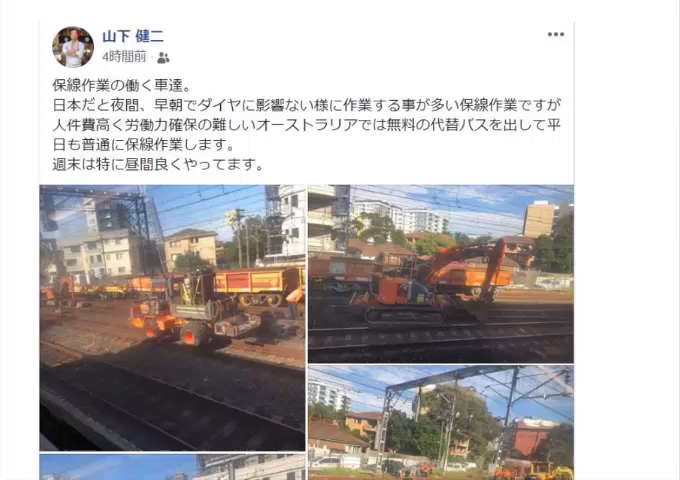 山下 健二
4時間前
保線作業の働く車達。
日本だと夜間、早朝でダイヤに影響ない様に作業する事が多い保線作業ですが
人件費高く労働力確保の難しいオーストラリアでは無料の代替バスを出して平
日も普通に保線作業します。
週末は特に昼間良くやってます。